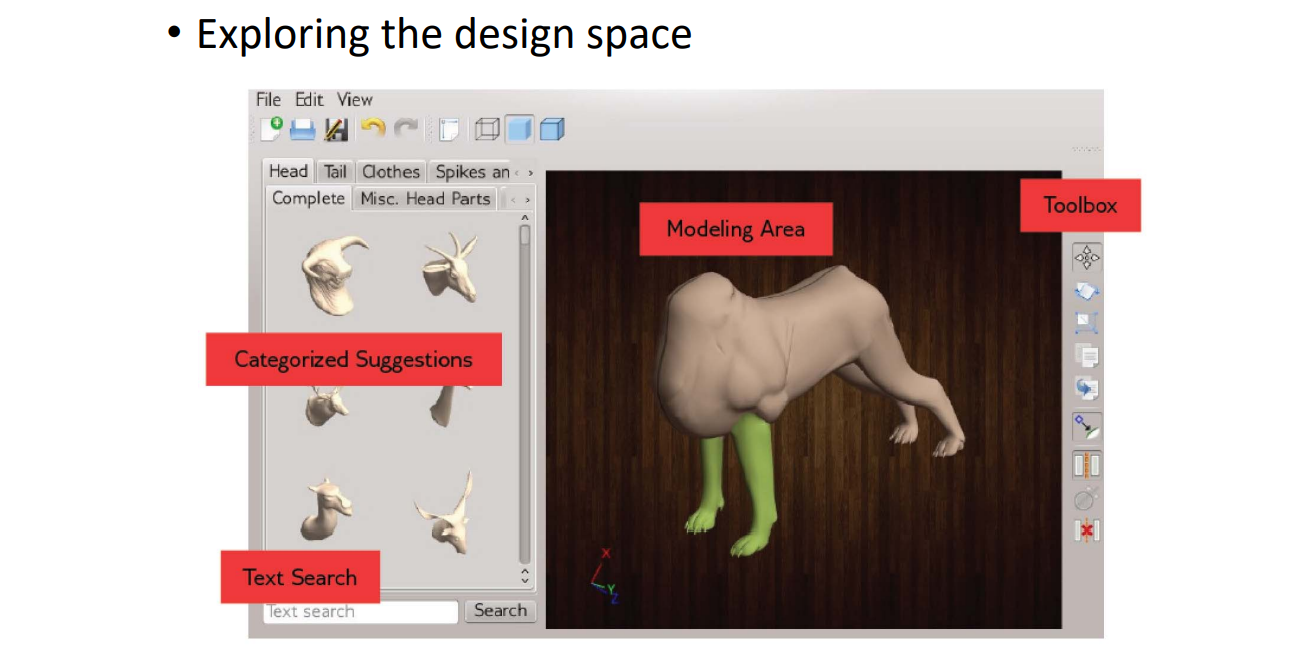 • Exploring the design space
File Edit View
Head Tail Clothes Spikes an
Complete Misc. Head Parts
Toolbox
Modeling Area
Categorized Suggestions
Text Search
Text search Search
X
Y
Z